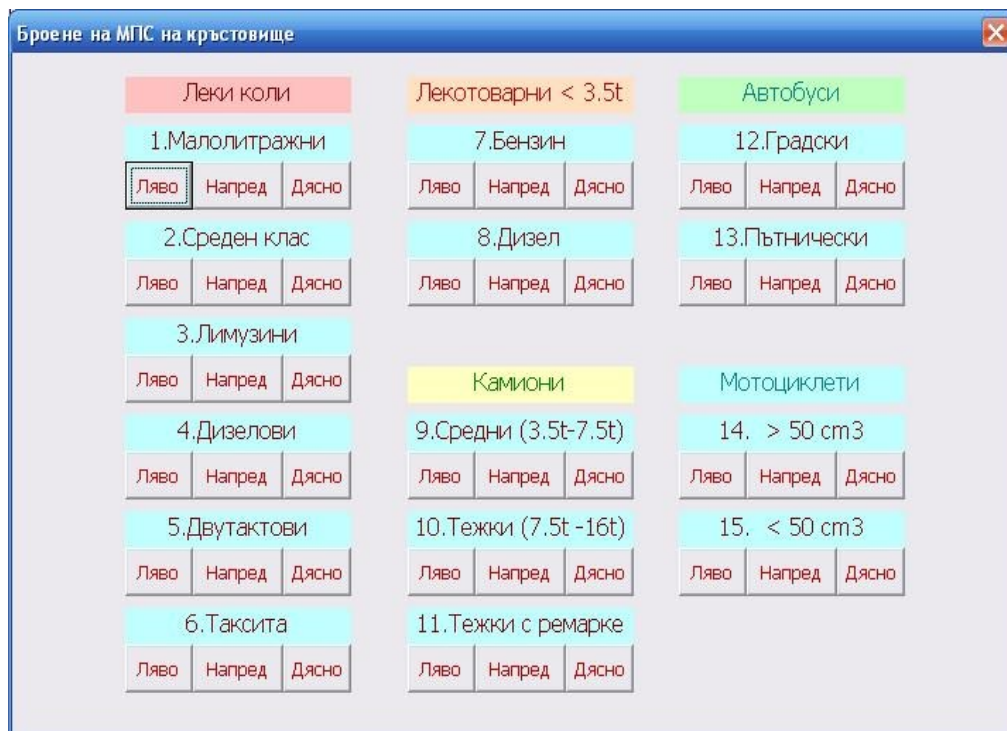 Броене на МПС на кръстовище
Леки коли
1.Малолитражни
Ляво Напред Дясно
2.Среден клас
Ляво Напред Дясно
3.Лимузини
Ляво Напред Дясно
4.Дизелови
Ляво Напред Дясно
5.Двутактови
Ляво Напред Дясно
6.Таксита
Ляво Напред Дясно
Лекотоварни < 3.5t
7.Бензин
Ляво Напред Дясно
8.Дизел
Ляво Напред Дясно
Камиони
9.Средни (3.5t-7.5t)
Ляво Напред Дясно
10.Тежки (7.5t -16t)
Ляво Напред Дясно
11.Тежки с ремарке
Ляво Напред Дясно
Автобуси
12.Градски
Ляво Напред Дясно
13.Пътнически
Ляво Напред Дясно
Мотоциклети
14. > 50 cm3
Ляво Напред Дясно
15. < 50 cm3
Ляво Напред Дясно